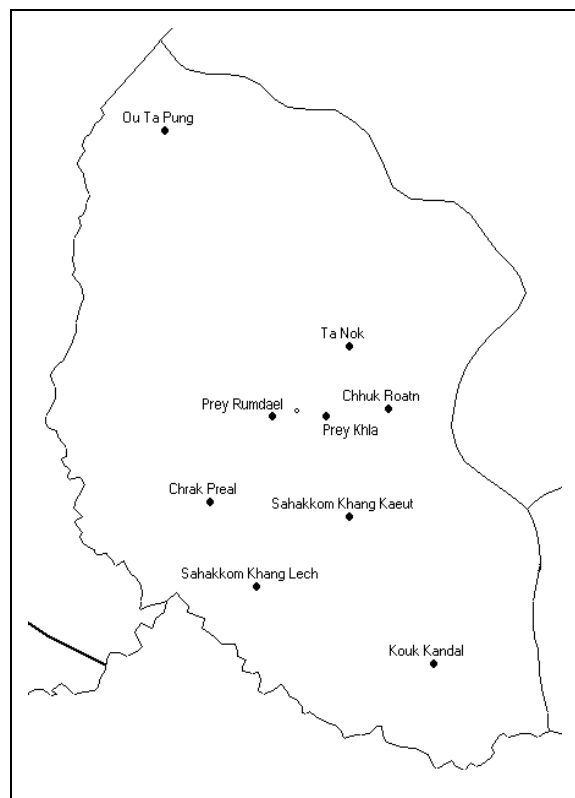 Ou Ta Pung
Ta Nok
Chhuk Roatn
Prey Rumdael
Prey Khla
Chrak Preal
Sahakkom Khang Kaeut
Sahakkom Khang Lech
Kouk Kandal